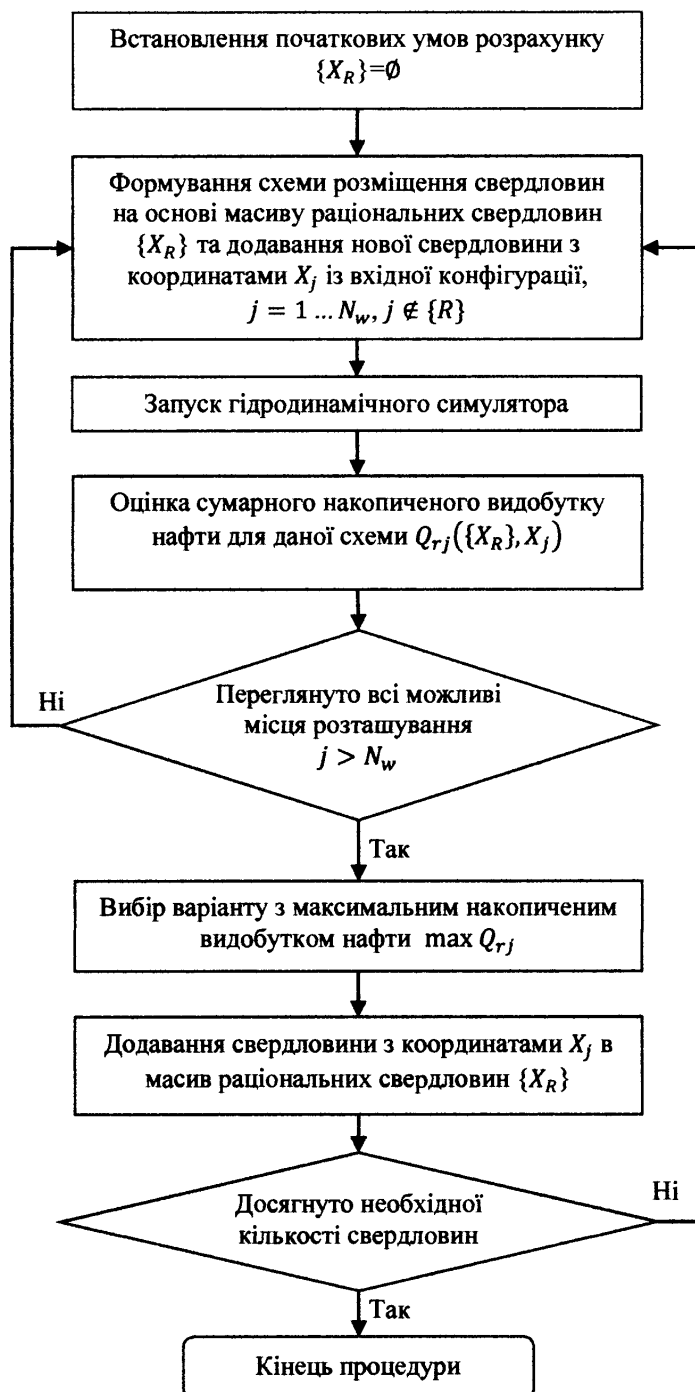 Встановлення початкових умов розрахунку
{X_R}=∅
Формування схеми розміщення свердловин
на основі масиву раціональних свердловин
{X_R} та додавання нової свердловини з
координатами X_j із вхідної конфігурації,
j = 1 … N_w, j ∉ {R}
Запуск гідродинамічного симулятора
Оцінка сумарного накопиченого видобутку
нафти для даної схеми Q_rj({X_R}, X_j)
Ні
Переглянуто всі можливі
місця розташування
j > N_w
Так
Вибір варіанту з максимальним накопиченим
видобутком нафти max Q_rj
Додавання свердловини з координатами X_j в
масив раціональних свердловин {X_R}
Ні
Досягнуто необхідної
кількості свердловин
Так
Кінець процедури